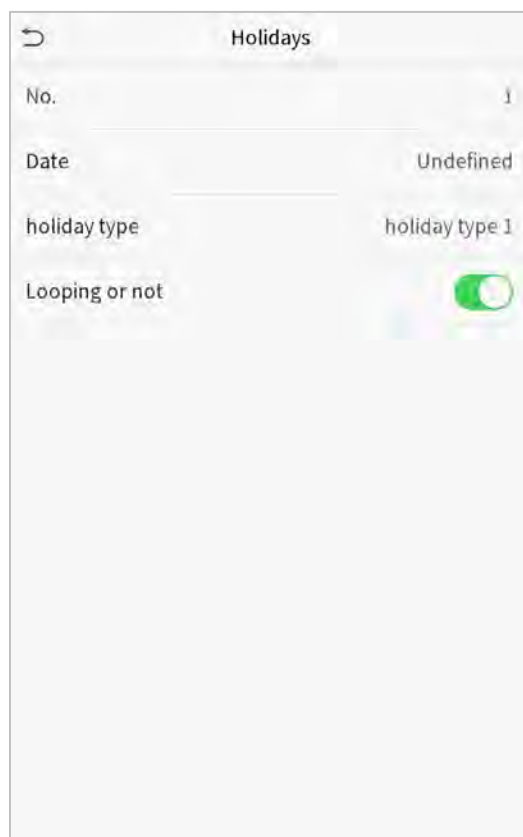 Holidays
No. 1
Date Undefined
holiday type holiday type 1
Looping or not